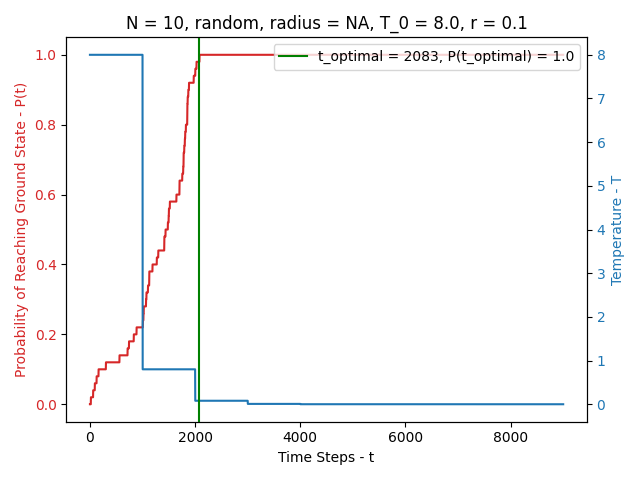 N = 10, random, radius = NA, T_0 = 8.0, r = 0.1
t_optimal = 2083, P(t_optimal) = 1.0
Probability of Reaching Ground State - P(t)
1.0
0.8
0.6
0.4
0.2
0.0
8
7
6
5
4
3
2
1
0
Temperature - T
0 2000 4000 6000 8000
Time Steps - t